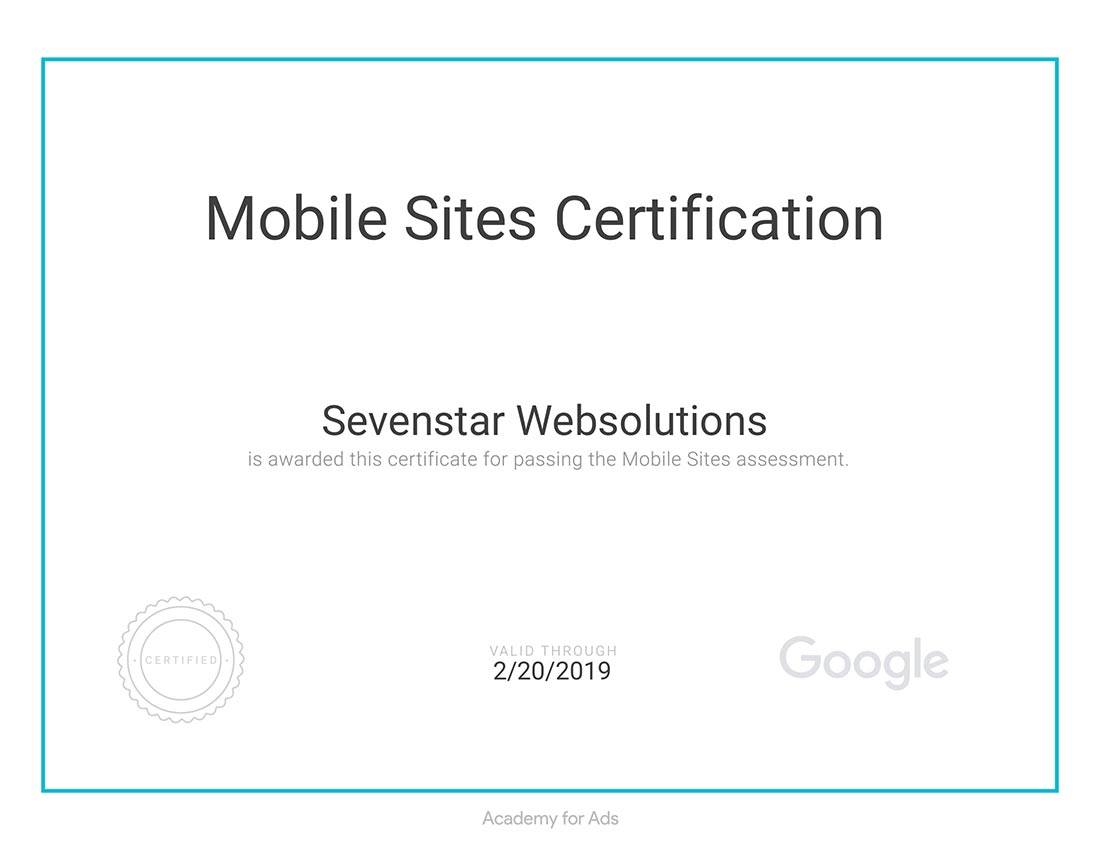 Mobile Sites Certification
Sevenstar Websolutions
is awarded this certificate for passing the Mobile Sites assessment.
· CERTIFIED ·
VALID THROUGH
2/20/2019
Google
Academy for Ads